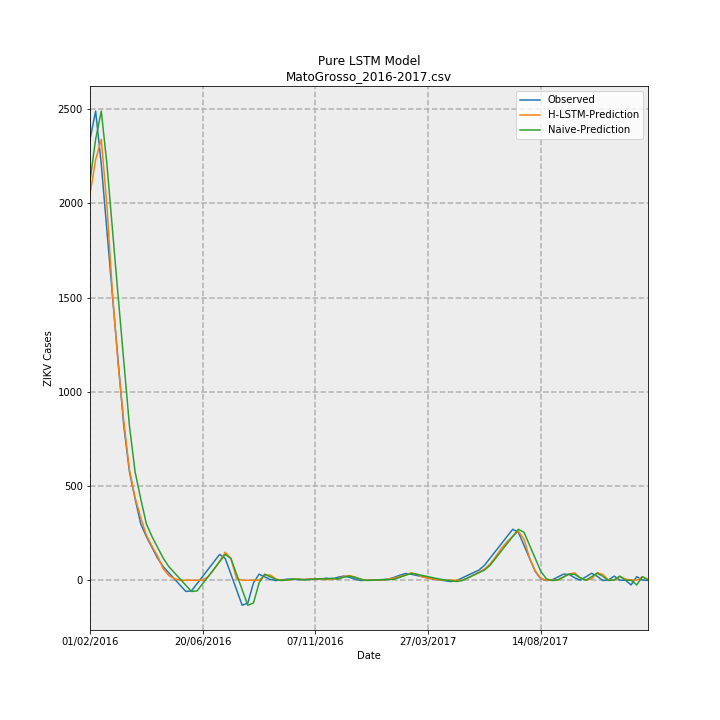 Pure LSTM Model
MatoGrosso_2016-2017.csv
Observed
H-LSTM-Prediction
Naive-Prediction
2500
2000
1500
1000
500
0
ZIKV Cases
01/02/2016 20/06/2016 07/11/2016 27/03/2017 14/08/2017
Date